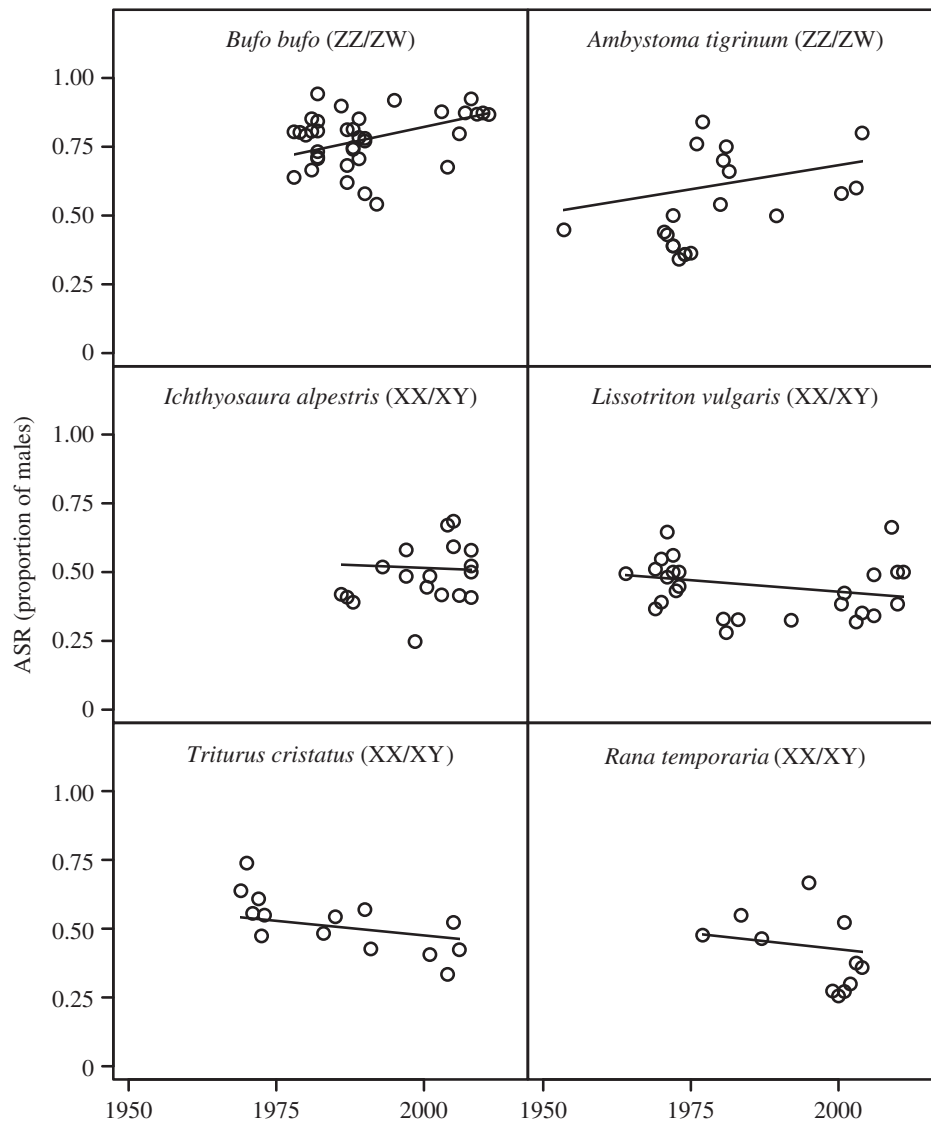 Bufo bufo (ZZ/ZW)
Ambystoma tigrinum (ZZ/ZW)
1.00
0.75
0.50
0.25
0
Ichthyosaura alpestris (XX/XY)
Lissotriton vulgaris (XX/XY)
1.00
0.75
0.50
0.25
0
ASR (proportion of males)
Triturus cristatus (XX/XY)
Rana temporaria (XX/XY)
1.00
0.75
0.50
0.25
0
1950 1975 2000 1950 1975 2000